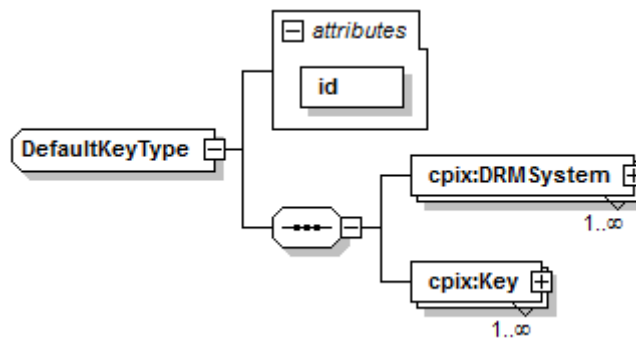 attributes
id
DefaultKeyType
cpix:DRMSystem
1..∞
cpix:Key
1..∞